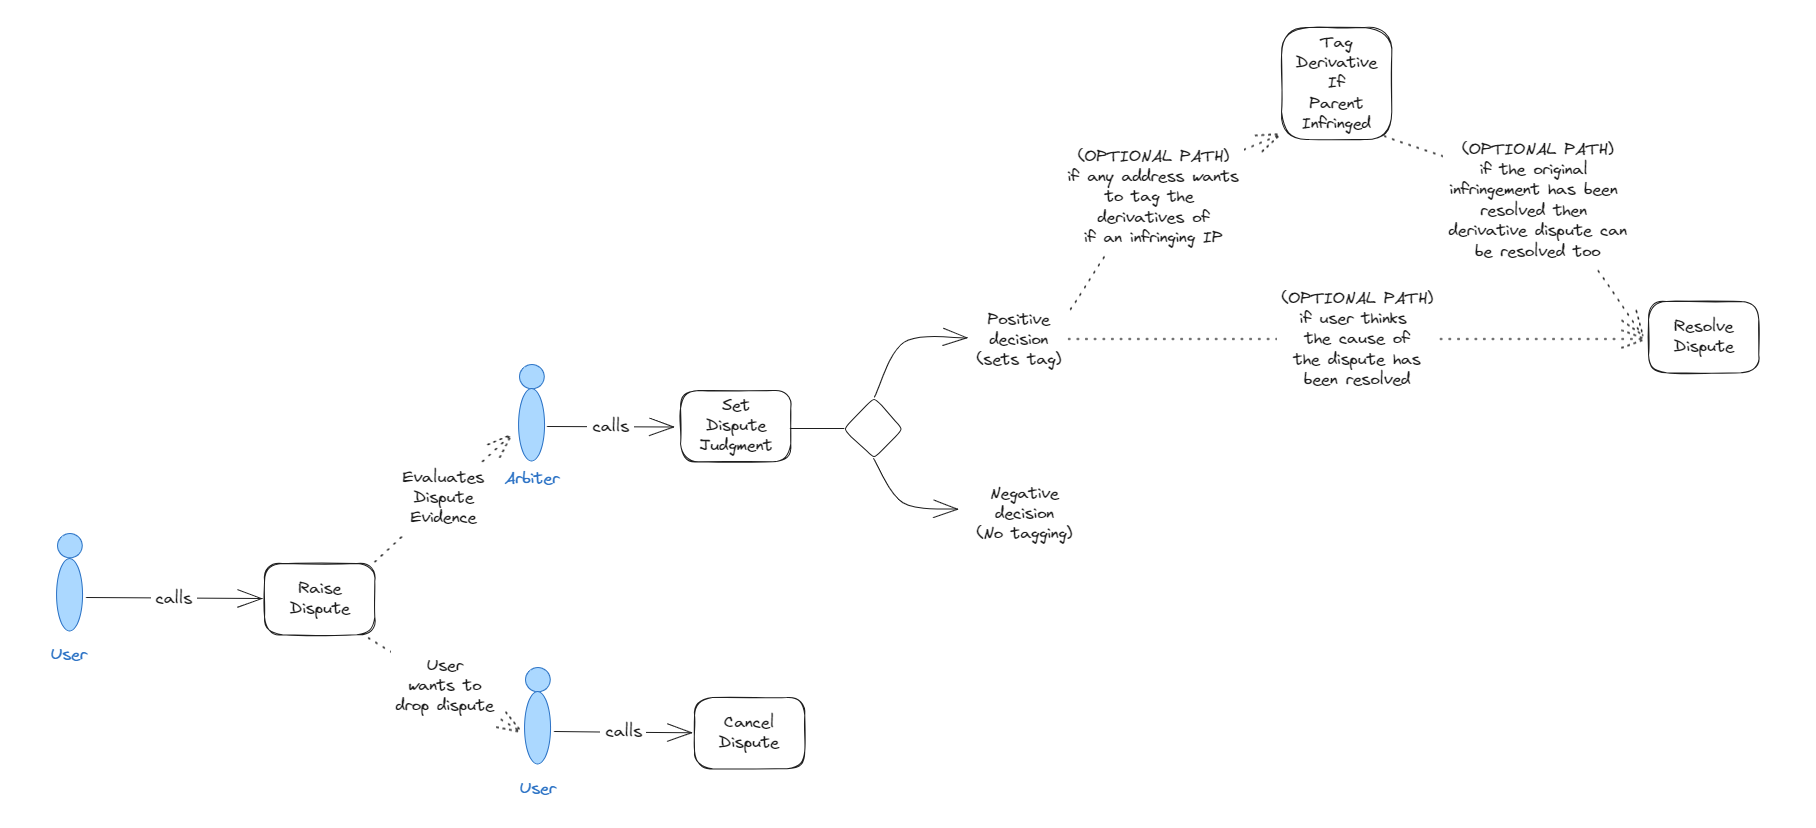 Tag
Derivative
If
Parent
Infringed
(OPTIONAL PATH)
if any address wants
to tag the
derivatives of
if an infringing IP
(OPTIONAL PATH)
if the original
infringement has been
resolved then
derivative dispute can
be resolved too
(OPTIONAL PATH)
if user thinks
the cause of
the dispute has
been resolved
Positive
decision
(sets tag)
Resolve
Dispute
calls
Set
Dispute
Judgment
Arbiter
Evaluates
Dispute
Evidence
Negative
decision
(No tagging)
calls
Raise
Dispute
User
User
wants to
drop dispute
calls
Cancel
Dispute
User